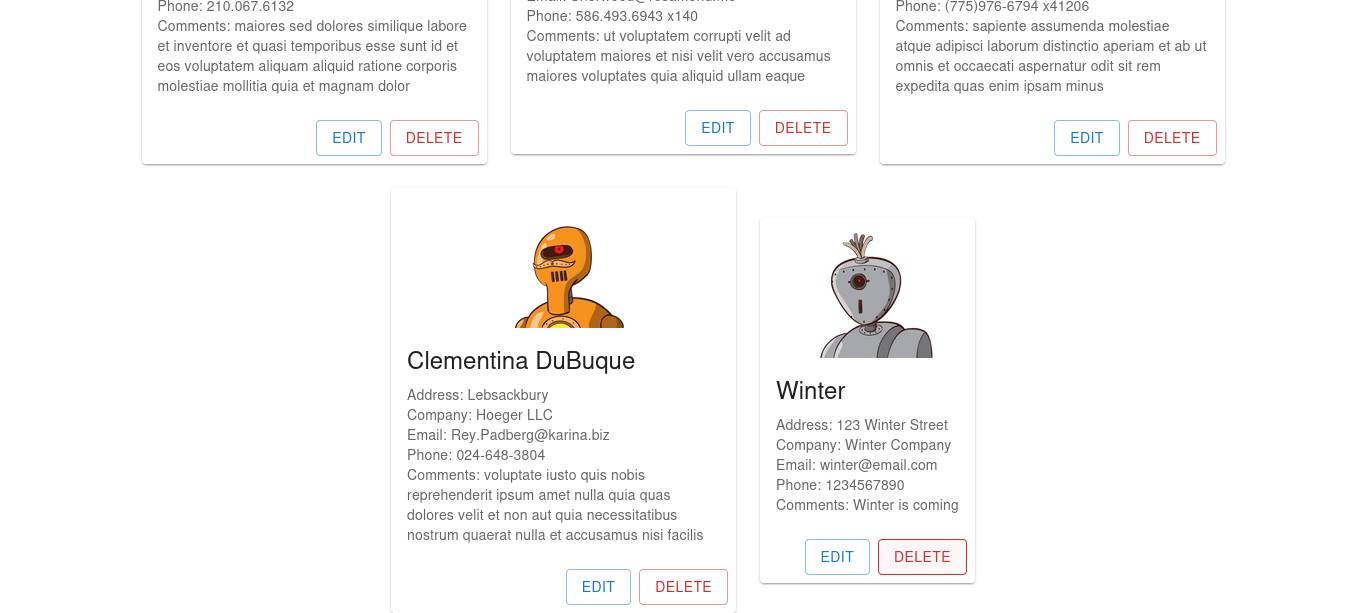 Phone: 210.067.6132
Comments: maiores sed dolores similique labore
et inventore et quasi temporibus esse sunt id et
eos voluptatem aliquam aliquid ratione corporis
molestiae mollitia quia et magnam dolor
EDIT DELETE
Phone: 586.493.6943 x140
Comments: ut voluptatem corrupti velit ad
voluptatem maiores et nisi velit vero accusamus
maiores voluptates quia aliquid ullam eaque
EDIT DELETE
Phone: (775)976-6794 x41206
Comments: sapiente assumenda molestiae
atque adipisci laborum distinctio aperiam et ab ut
omnis et occaecati aspernatur odit sit rem
expedita quas enim ipsam minus
EDIT DELETE
Clementina DuBuque
Address: Lebsackbury
Company: Hoeger LLC
Email: Rey.Padberg@karina.biz
Phone: 024-648-3804
Comments: voluptate iusto quis nobis
reprehenderit ipsum amet nulla quia quas
dolores velit et non aut quia necessitatibus
nostrum quaerat nulla et accusamus nisi facilis
EDIT DELETE
Winter
Address: 123 Winter Street
Company: Winter Company
Email: winter@email.com
Phone: 1234567890
Comments: Winter is coming
EDIT DELETE